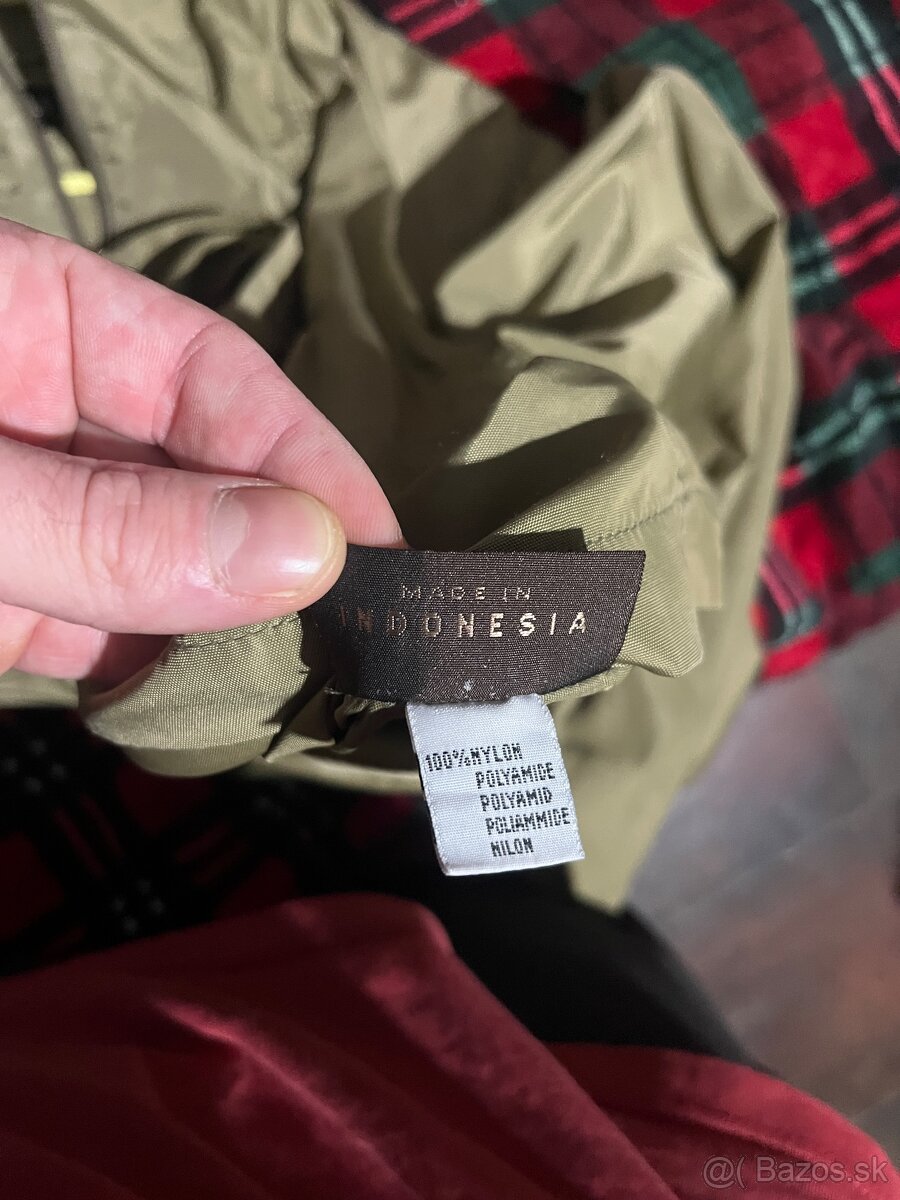 MADE IN
INDONESIA
100%NYLON
POLYAMIDE
POLYAMID
POLIAMMIDE
NILON
@( Bazos.sk